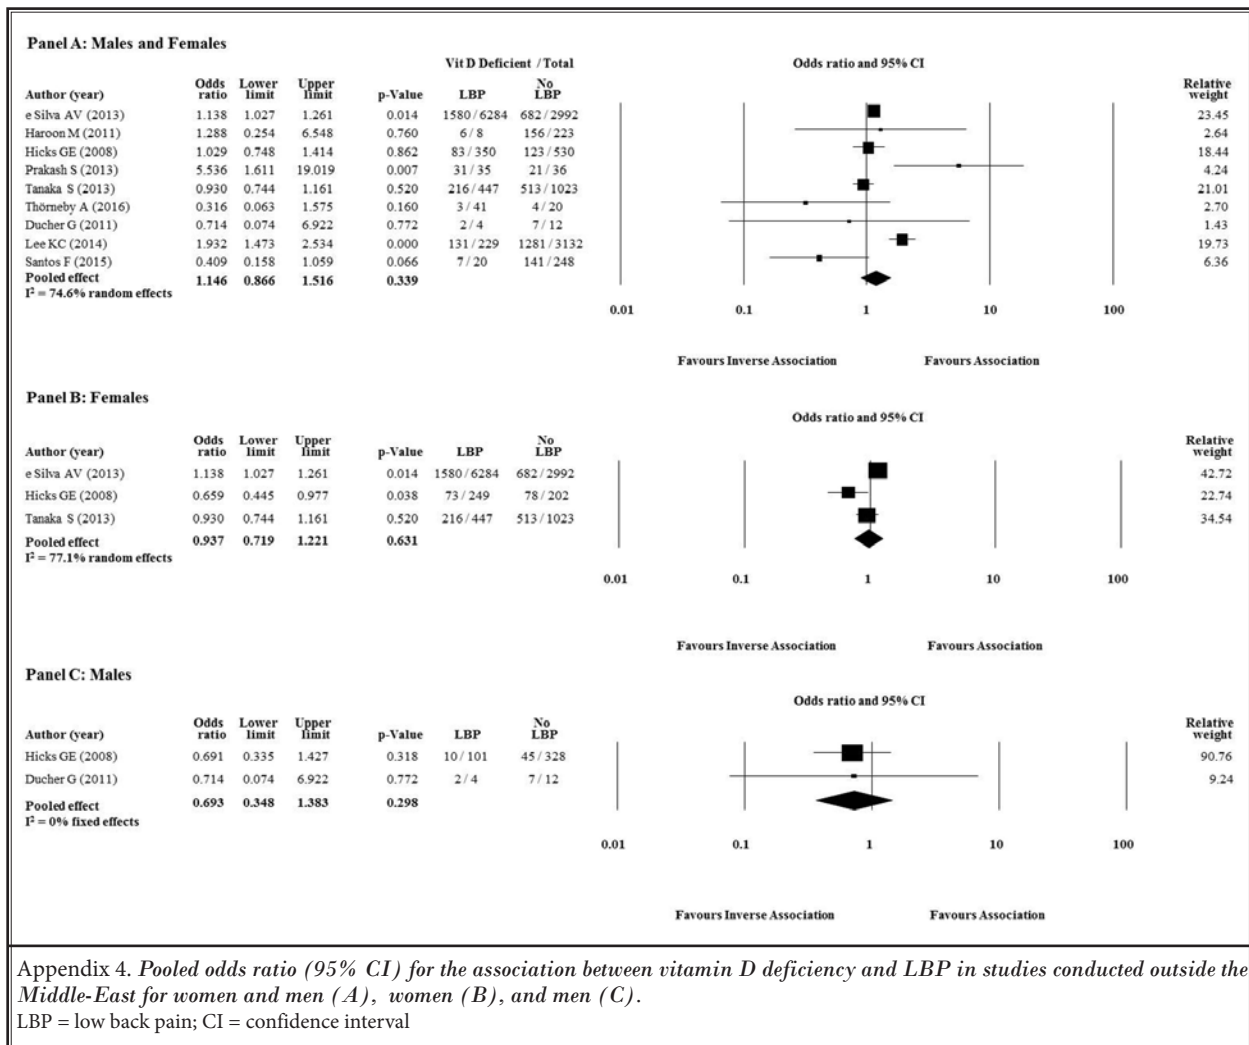 Panel A: Males and Females
Vit D Deficient / Total
Odds ratio and 95% CI
Author (year) Odds ratio Lower limit Upper limit p-Value LBP No LBP Relative weight
e Silva AV (2013) 1.138 1.027 1.261 0.014 1580/6284 682/2992 23.45
Haroon M (2011) 1.288 0.254 6.548 0.760 6/8 156/223 2.64
Hicks GE (2008) 1.029 0.748 1.414 0.862 83/350 123/530 18.44
Prakash S (2013) 5.536 1.611 19.019 0.007 31/35 21/36 4.24
Tanaka S (2013) 0.930 0.744 1.161 0.520 216/447 513/1023 21.01
Thörneby A (2016) 0.316 0.063 1.575 0.160 3/41 4/20 2.70
Ducher G (2011) 0.714 0.074 6.922 0.772 2/4 7/12 1.43
Lee KC (2014) 1.932 1.473 2.534 0.000 131/229 1281/3132 19.73
Santos F (2015) 0.409 0.158 1.059 0.066 7/20 141/248 6.36
Pooled effect 1.146 0.866 1.516 0.339
I² = 74.6% random effects
0.01 0.1 1 10 100
Favours Inverse Association Favours Association
Panel B: Females
Odds ratio and 95% CI
Author (year) Odds ratio Lower limit Upper limit p-Value LBP No LBP Relative weight
e Silva AV (2013) 1.138 1.027 1.261 0.014 1580/6284 682/2992 42.72
Hicks GE (2008) 0.659 0.445 0.977 0.038 73/249 78/202 22.74
Tanaka S (2013) 0.930 0.744 1.161 0.520 216/447 513/1023 34.54
Pooled effect 0.937 0.719 1.221 0.631
I² = 77.1% random effects
0.01 0.1 1 10 100
Favours Inverse Association Favours Association
Panel C: Males
Odds ratio and 95% CI
Author (year) Odds ratio Lower limit Upper limit p-Value LBP No LBP Relative weight
Hicks GE (2008) 0.691 0.335 1.427 0.318 10/101 45/328 90.76
Ducher G (2011) 0.714 0.074 6.922 0.772 2/4 7/12 9.24
Pooled effect 0.693 0.348 1.383 0.298
I² = 0% fixed effects
0.01 0.1 1 10 100
Favours Inverse Association Favours Association
Appendix 4. Pooled odds ratio (95% CI) for the association between vitamin D deficiency and LBP in studies conducted outside the
Middle-East for women and men (A), women (B), and men (C).
LBP = low back pain; CI = confidence interval